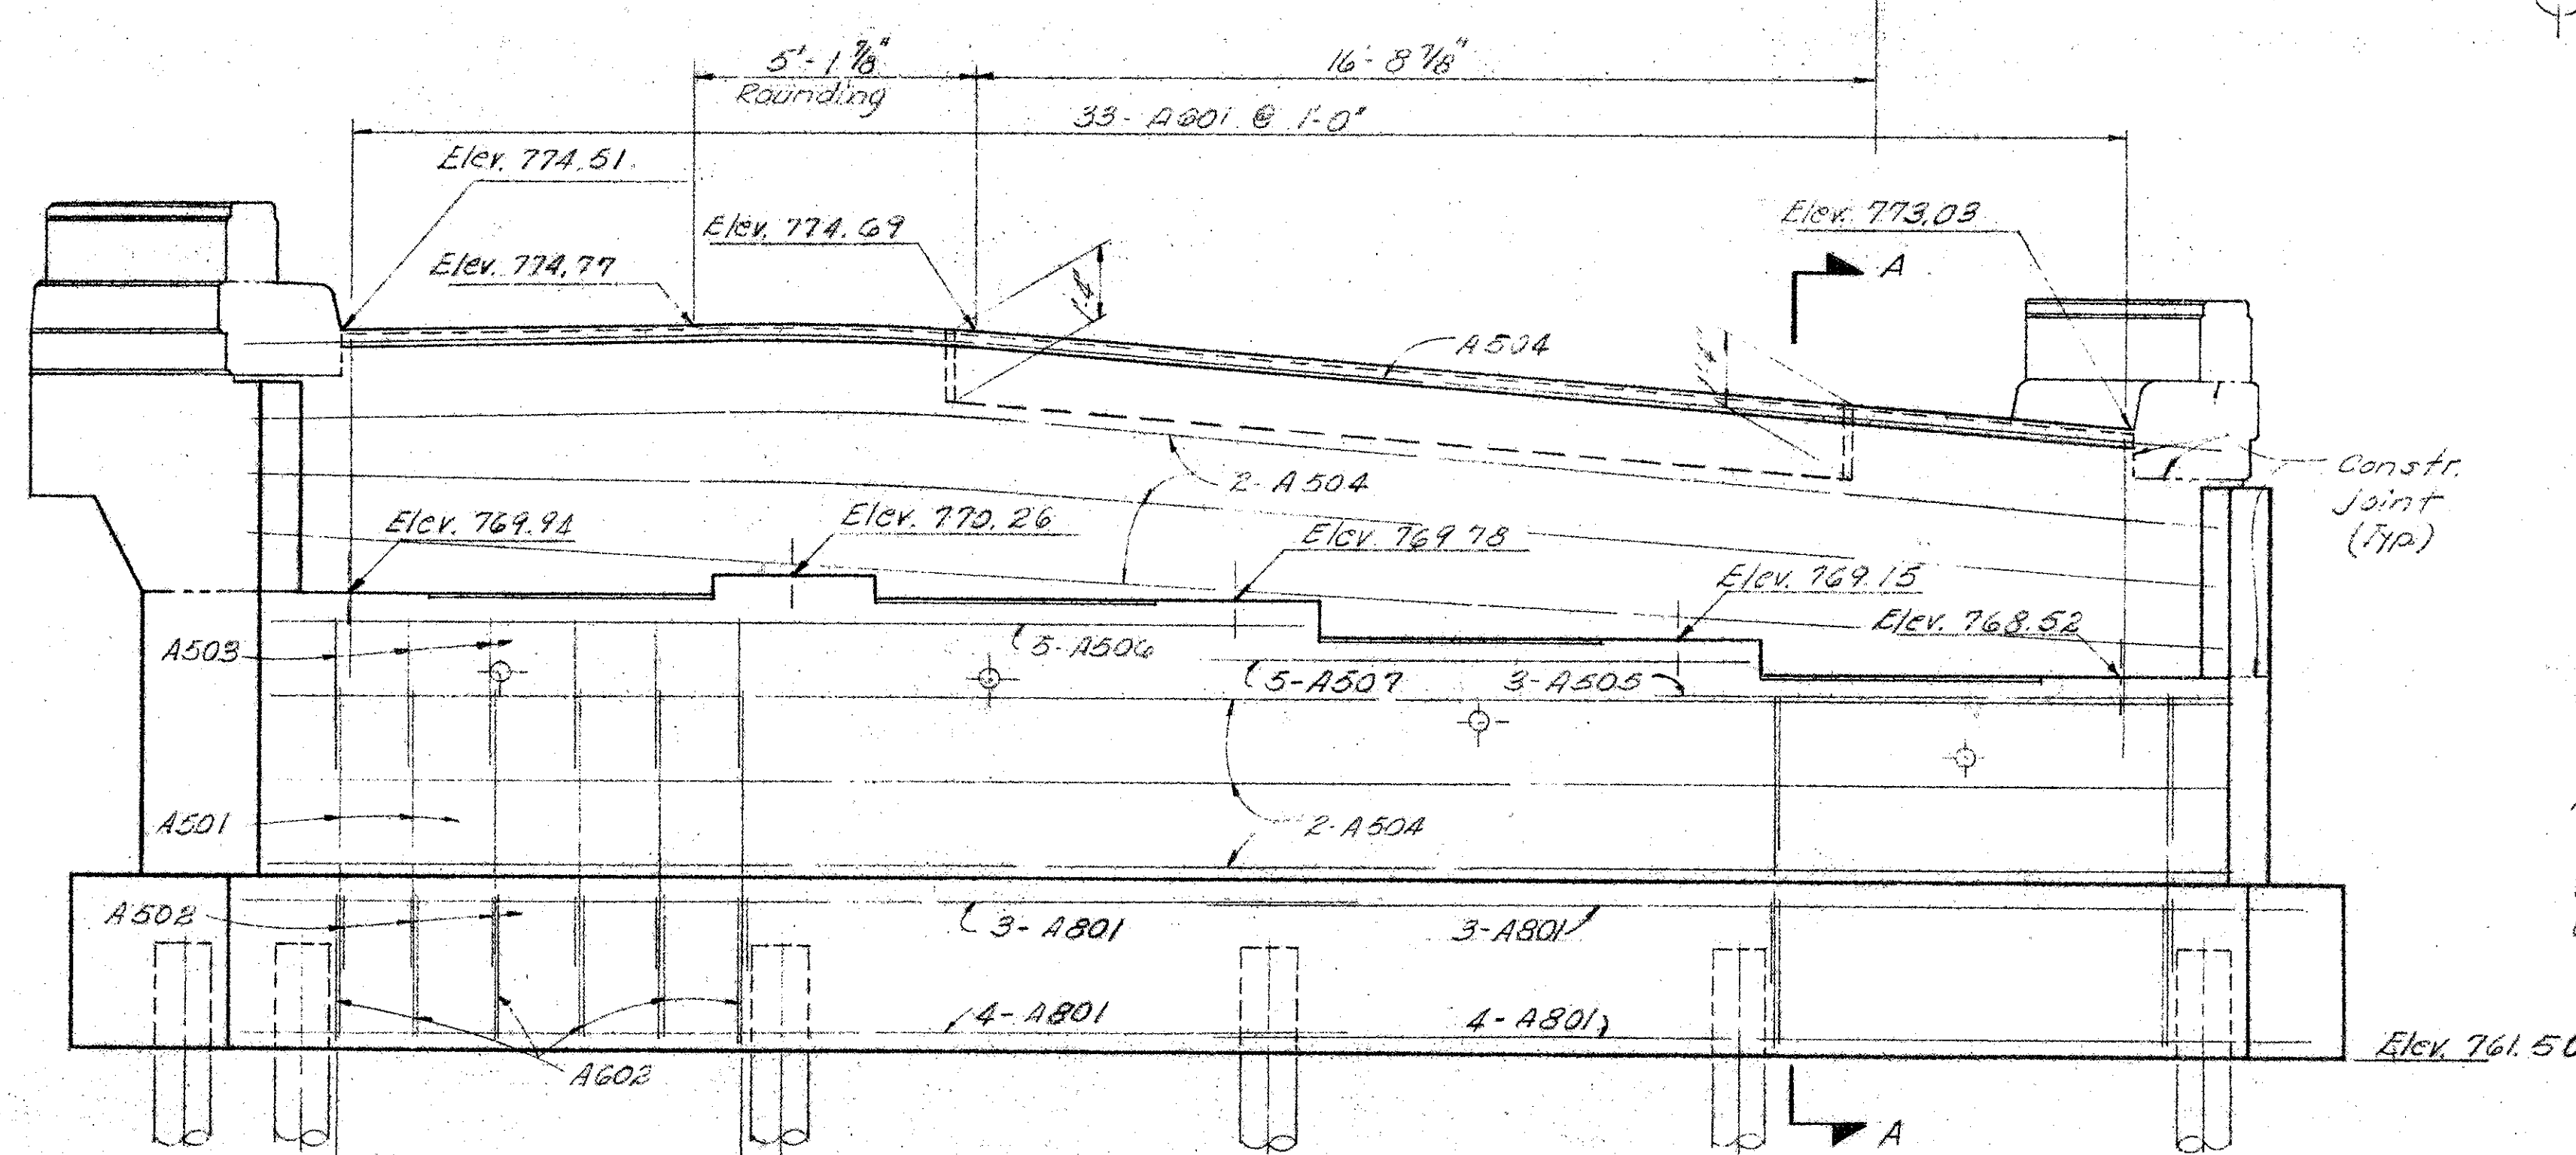 5'-1 7/8"
16'-8 7/8"
Rounding
33-A601 @ 1'-0"
Elev. 774.51
Elev. 774.69
Elev. 773.03
Elev. 774.77
A
A504
2-A504
Constr.
joint
(Typ.)
Elev. 769.94
Elev. 770.26
Elev. 769.78
Elev. 769.15
Elev. 768.52
A503
5-A506
5-A507
3-A505
A501
2-A504
A502
3-A801
3-A801
4-A801
4-A801
Elev. 761.50
A602
A